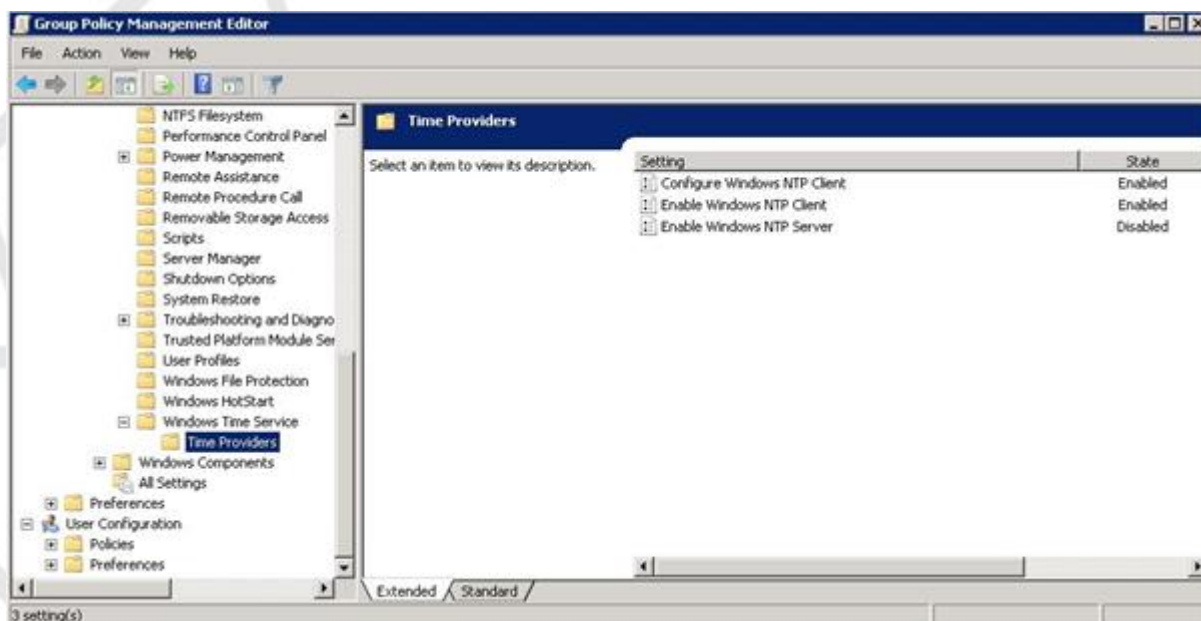 Group Policy Management Editor
File Action View Help
NTFS Filesystem
Performance Control Panel
Power Management
Remote Assistance
Remote Procedure Call
Removable Storage Access
Scripts
Server Manager
Shutdown Options
System Restore
Troubleshooting and Diagno
Trusted Platform Module Ser
User Profiles
Windows File Protection
Windows HotStart
Windows Time Service
Time Providers
Windows Components
All Settings
Preferences
User Configuration
Policies
Preferences
Time Providers
Select an item to view its description.
Setting State
Configure Windows NTP Client Enabled
Enable Windows NTP Client Enabled
Enable Windows NTP Server Disabled
Extended Standard
3 setting(s)